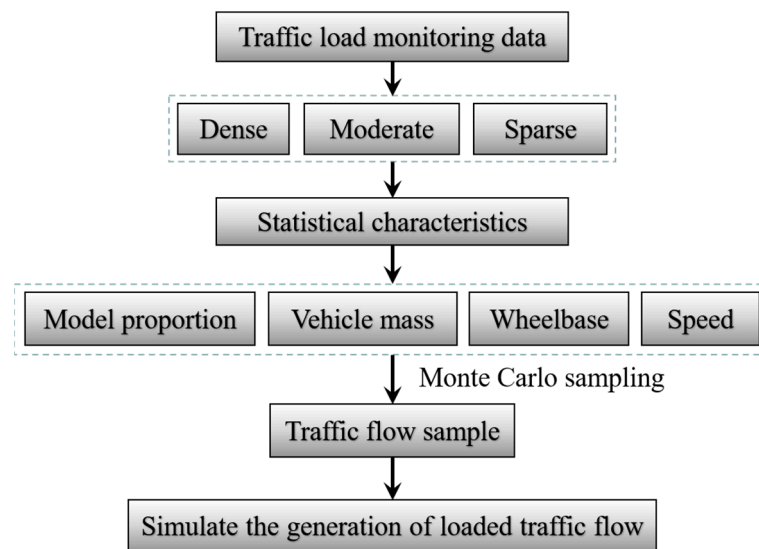 Traffic load monitoring data
Dense Moderate Sparse
Statistical characteristics
Model proportion Vehicle mass Wheelbase Speed
Monte Carlo sampling
Traffic flow sample
Simulate the generation of loaded traffic flow